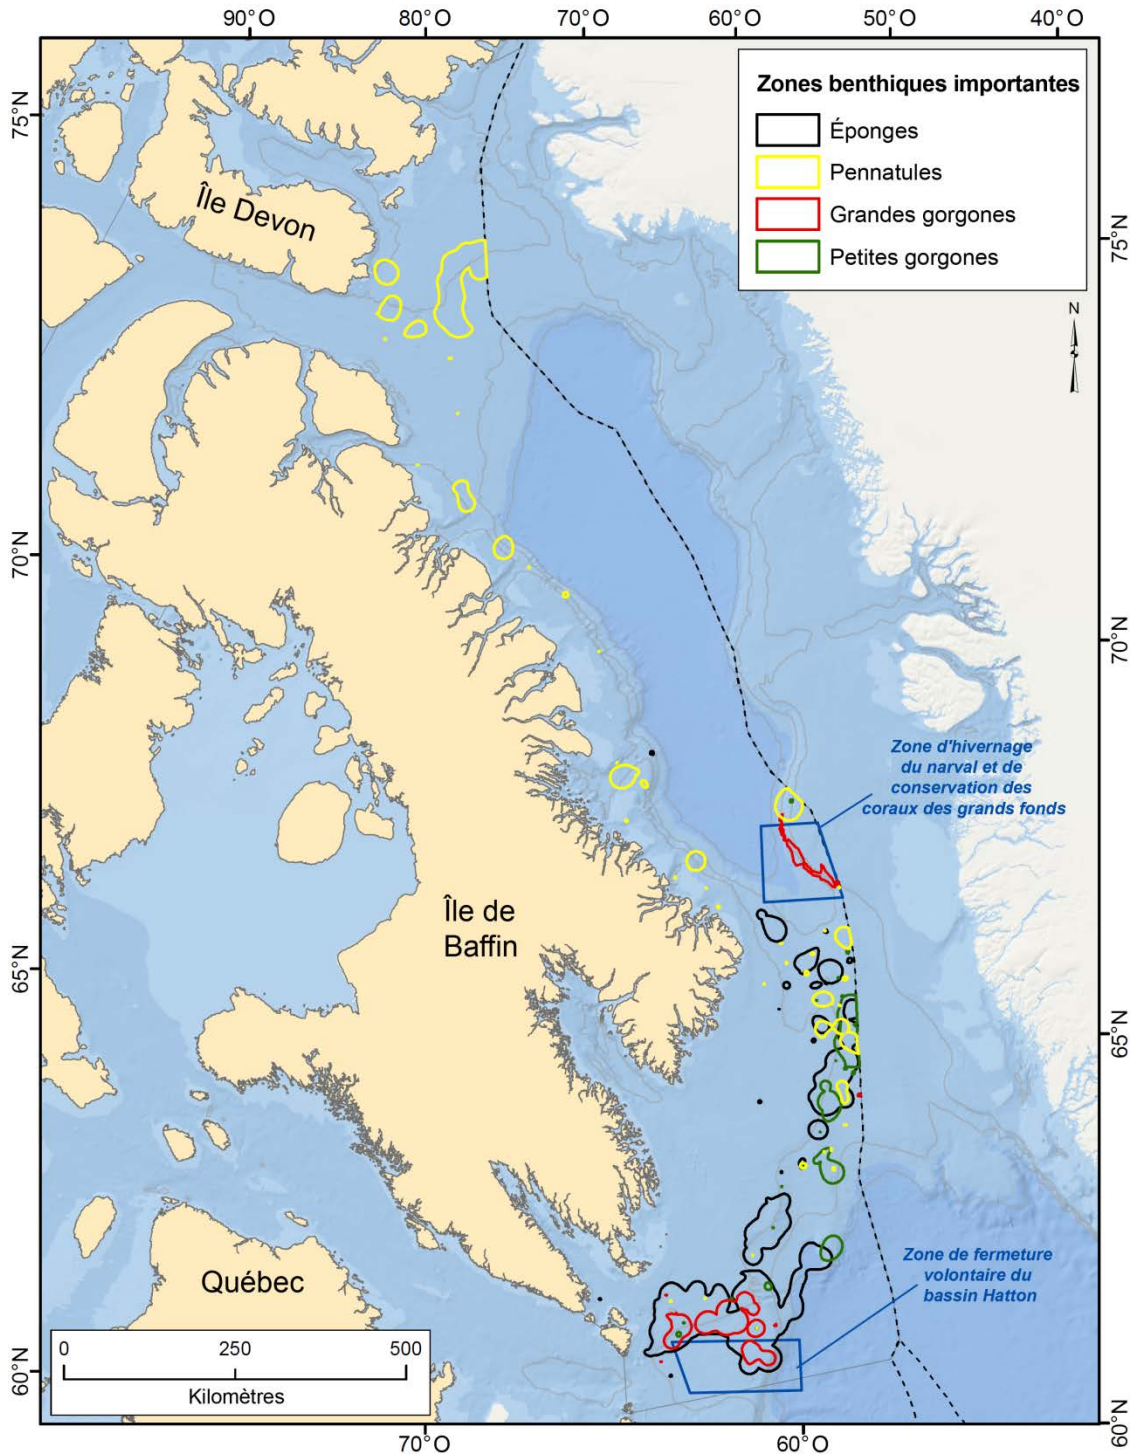 90°O 80°O 70°O 60°O 50°O 40°O
Zones benthiques importantes
Éponges
Pennatules
Grandes gorgones
Petites gorgones
75°N
75°N
N
Île Devon
70°N
70°N
Zone d'hivernage
du narval et de
conservation des
coraux des grands fonds
Île de
Baffin
65°N
65°N
Zone de fermeture
volontaire du
bassin Hatton
Québec
0 250 500
Kilomètres
60°N
60°N
70°O 60°O